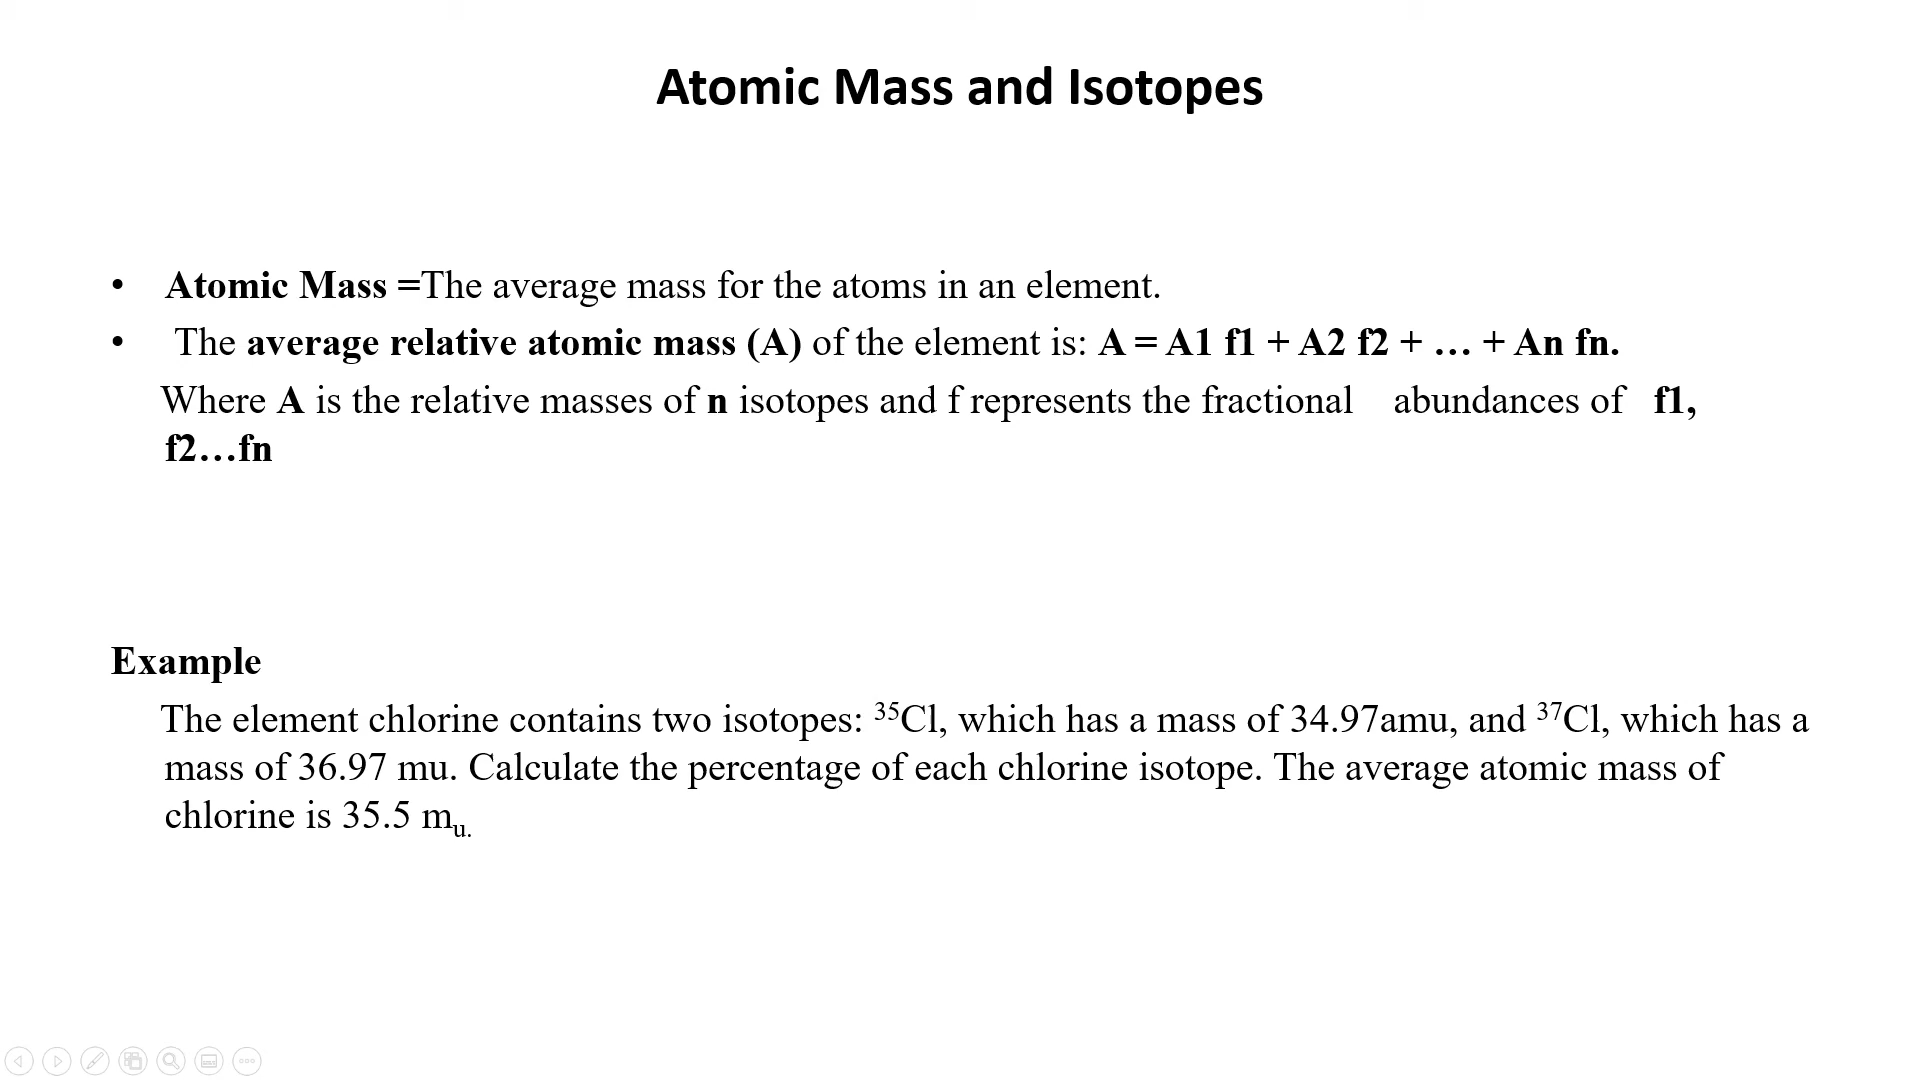 Atomic Mass and Isotopes
• Atomic Mass =The average mass for the atoms in an element.
• The average relative atomic mass (A) of the element is: A = A1 f1 + A2 f2 + … + An fn.
Where A is the relative masses of n isotopes and f represents the fractional abundances of f1,
f2…fn
Example
The element chlorine contains two isotopes: ³⁵Cl, which has a mass of 34.97amu, and ³⁷Cl, which has a
mass of 36.97 mu. Calculate the percentage of each chlorine isotope. The average atomic mass of
chlorine is 35.5 mᵤ.